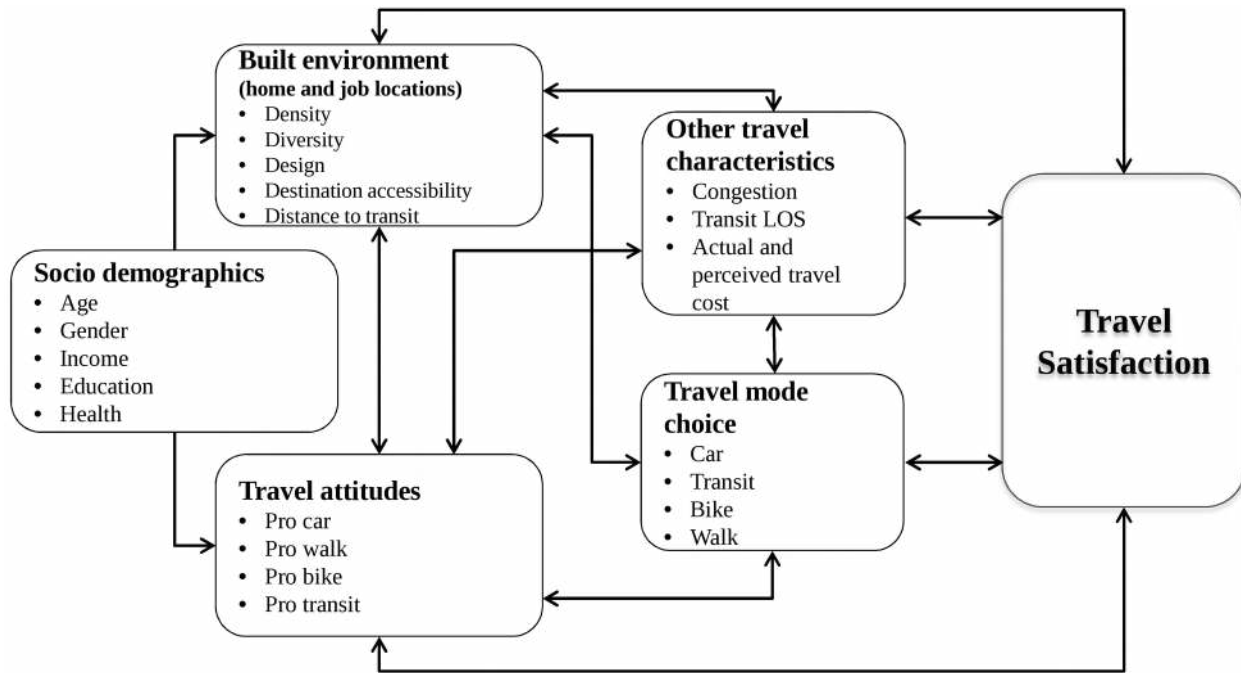 Built environment
(home and job locations)
• Density
• Diversity
• Design
• Destination accessibility
• Distance to transit
Other travel
characteristics
• Congestion
• Transit LOS
• Actual and
perceived travel
cost
Socio demographics
• Age
• Gender
• Income
• Education
• Health
Travel
Satisfaction
Travel mode
choice
• Car
• Transit
• Bike
• Walk
Travel attitudes
• Pro car
• Pro walk
• Pro bike
• Pro transit